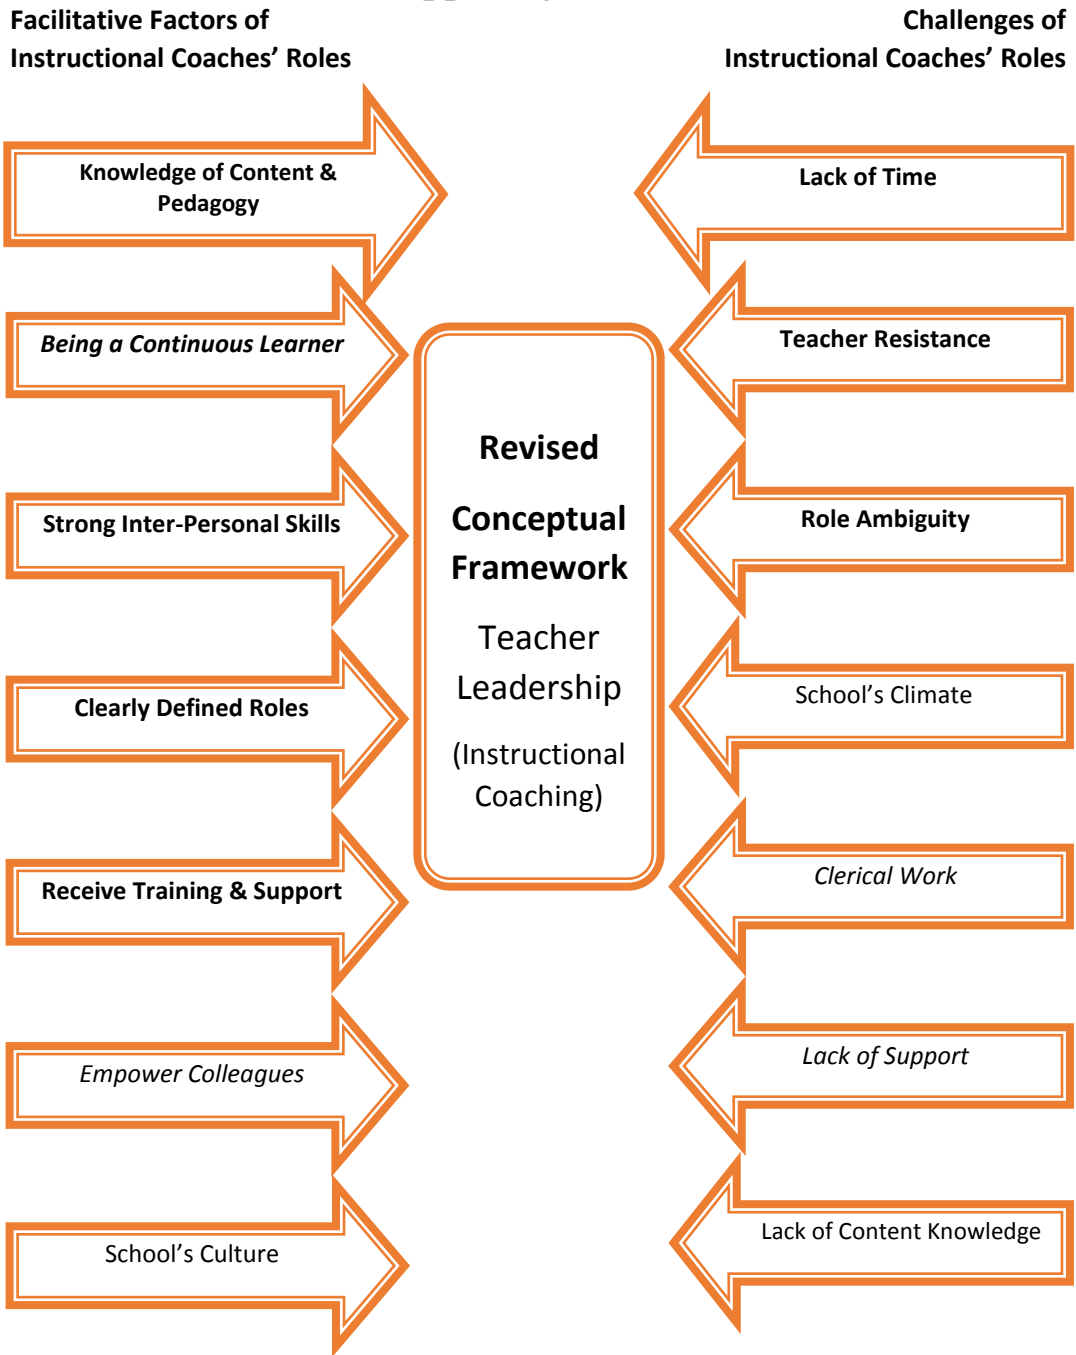 Facilitative Factors of
Instructional Coaches’ Roles
Challenges of
Instructional Coaches’ Roles
Knowledge of Content &
Pedagogy
Being a Continuous Learner
Strong Inter-Personal Skills
Clearly Defined Roles
Receive Training & Support
Empower Colleagues
School’s Culture
Revised
Conceptual
Framework
Teacher
Leadership
(Instructional
Coaching)
Lack of Time
Teacher Resistance
Role Ambiguity
School’s Climate
Clerical Work
Lack of Support
Lack of Content Knowledge